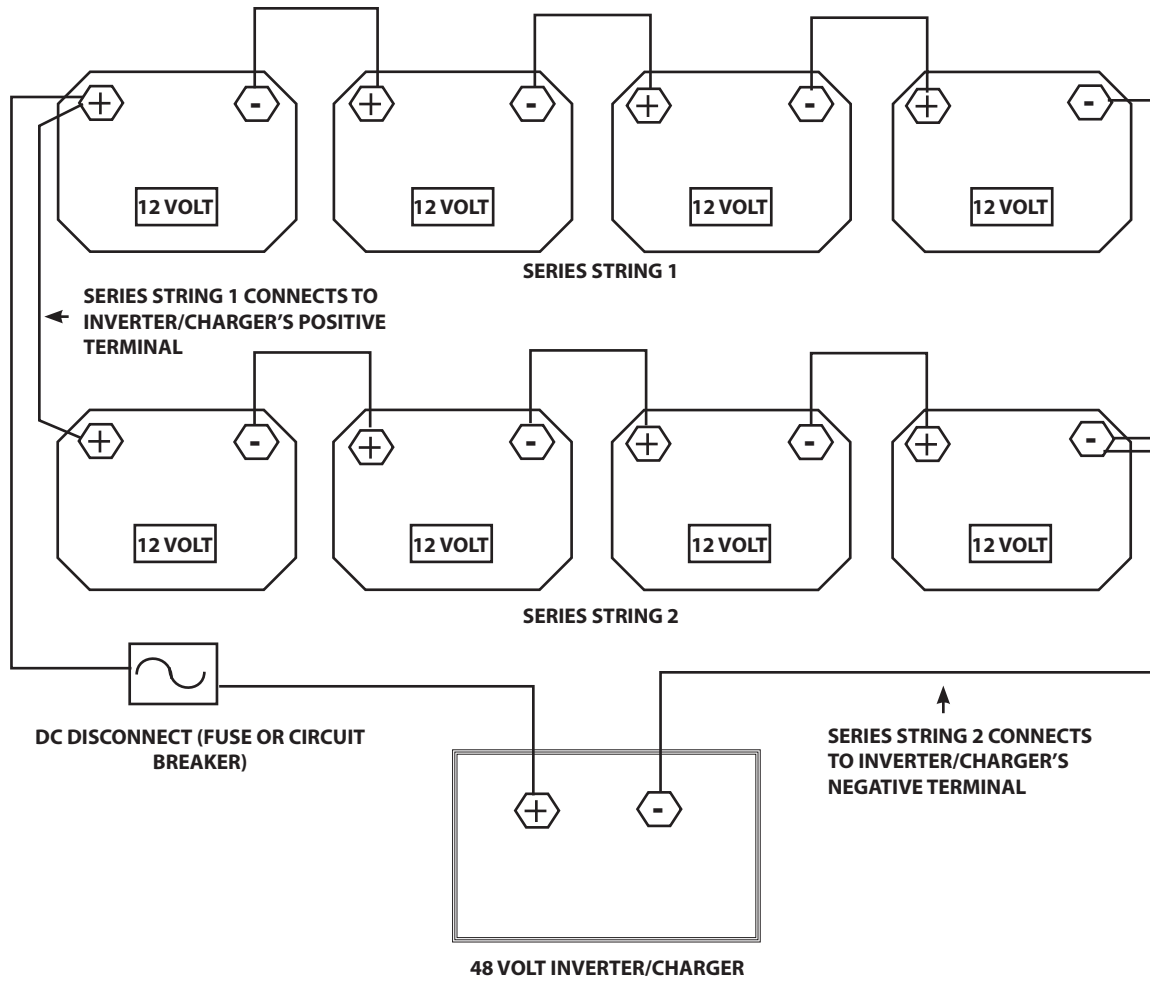 + - + - + - + -
12 VOLT 12 VOLT 12 VOLT 12 VOLT
SERIES STRING 1
SERIES STRING 1 CONNECTS TO
INVERTER/CHARGER’S POSITIVE
TERMINAL
+ - + - + - + -
12 VOLT 12 VOLT 12 VOLT 12 VOLT
SERIES STRING 2
DC DISCONNECT (FUSE OR CIRCUIT
BREAKER)
SERIES STRING 2 CONNECTS
TO INVERTER/CHARGER’S
NEGATIVE TERMINAL
+ -
48 VOLT INVERTER/CHARGER